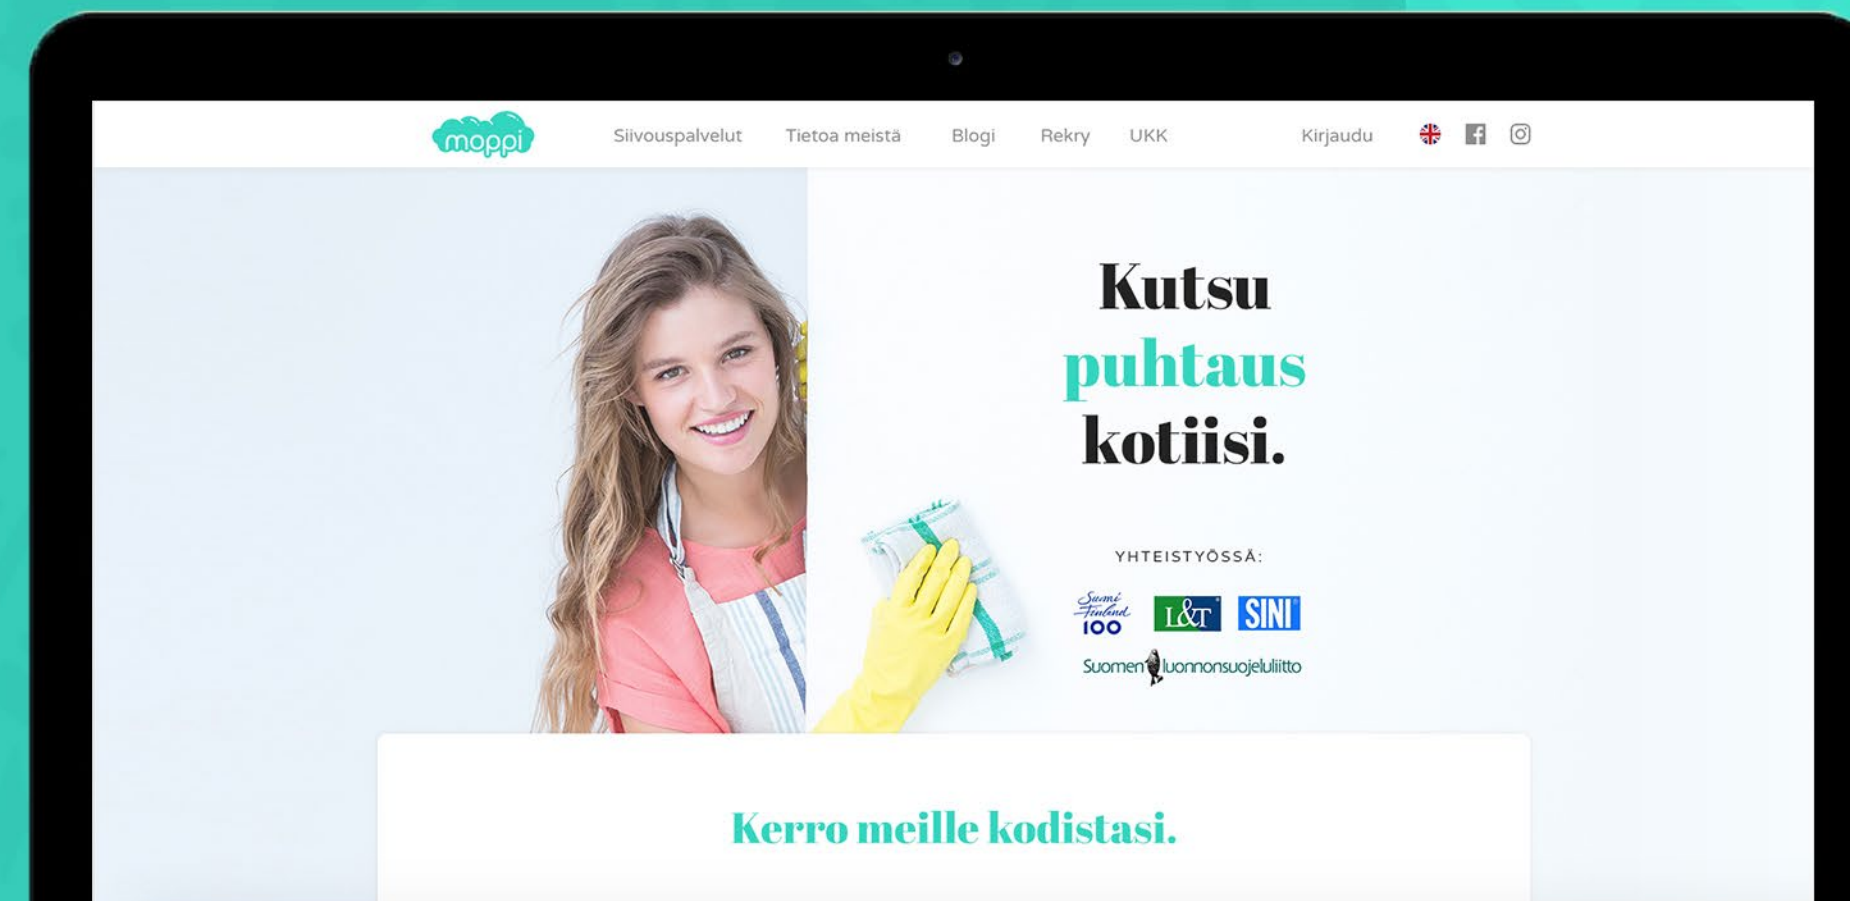 moppi
Siivouspalvelut Tietoa meistä Blogi Rekry UKK Kirjaudu
Kutsu
puhtaus
kotiisi.
YHTEISTYÖSSÄ:
Suomi
Finland
100
L&T
SINI
Suomen luonnonsuojeluliitto
Kerro meille kodistasi.